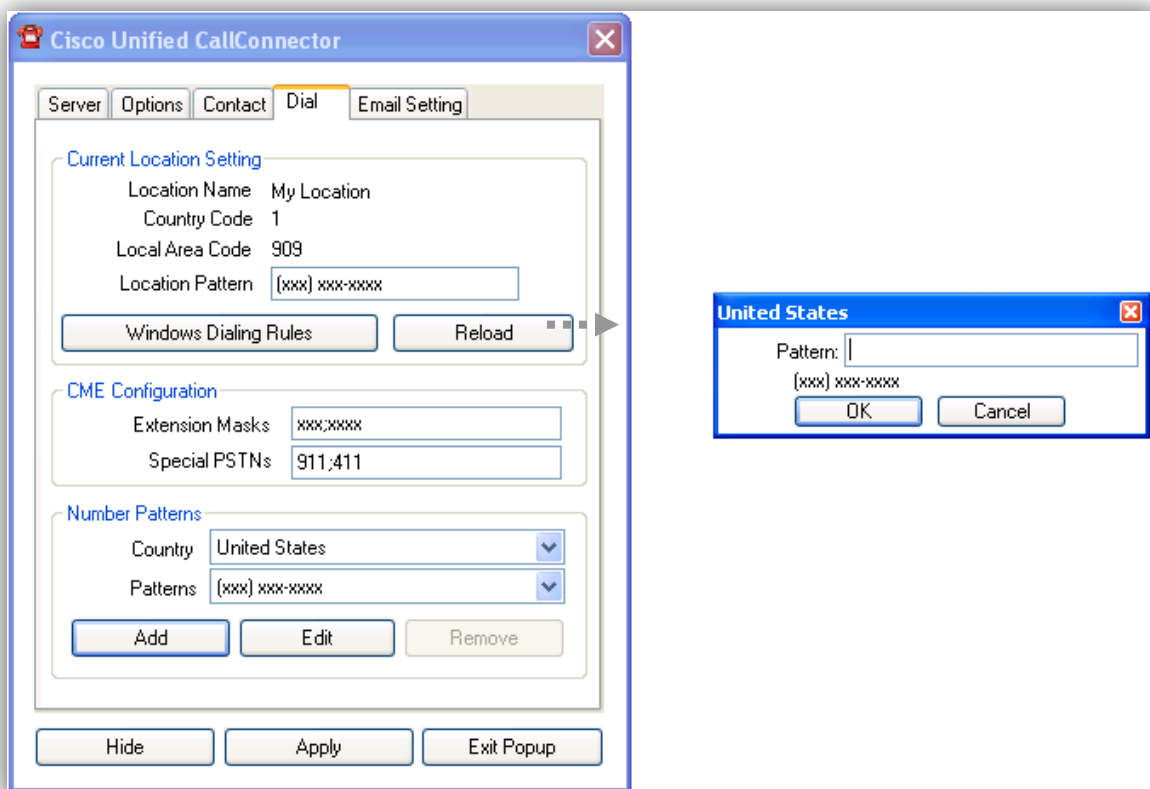 Cisco Unified CallConnector
Server Options Contact Dial Email Setting
Current Location Setting
Location Name My Location
Country Code 1
Local Area Code 909
Location Pattern (xxx) xxx-xxxx
Windows Dialing Rules Reload
CME Configuration
Extension Masks xxx;xxxx
Special PSTNs 911;411
Number Patterns
Country United States
Patterns (xxx) xxx-xxxx
Add Edit Remove
Hide Apply Exit Popup
United States
Pattern:
(xxx) xxx-xxxx
OK Cancel